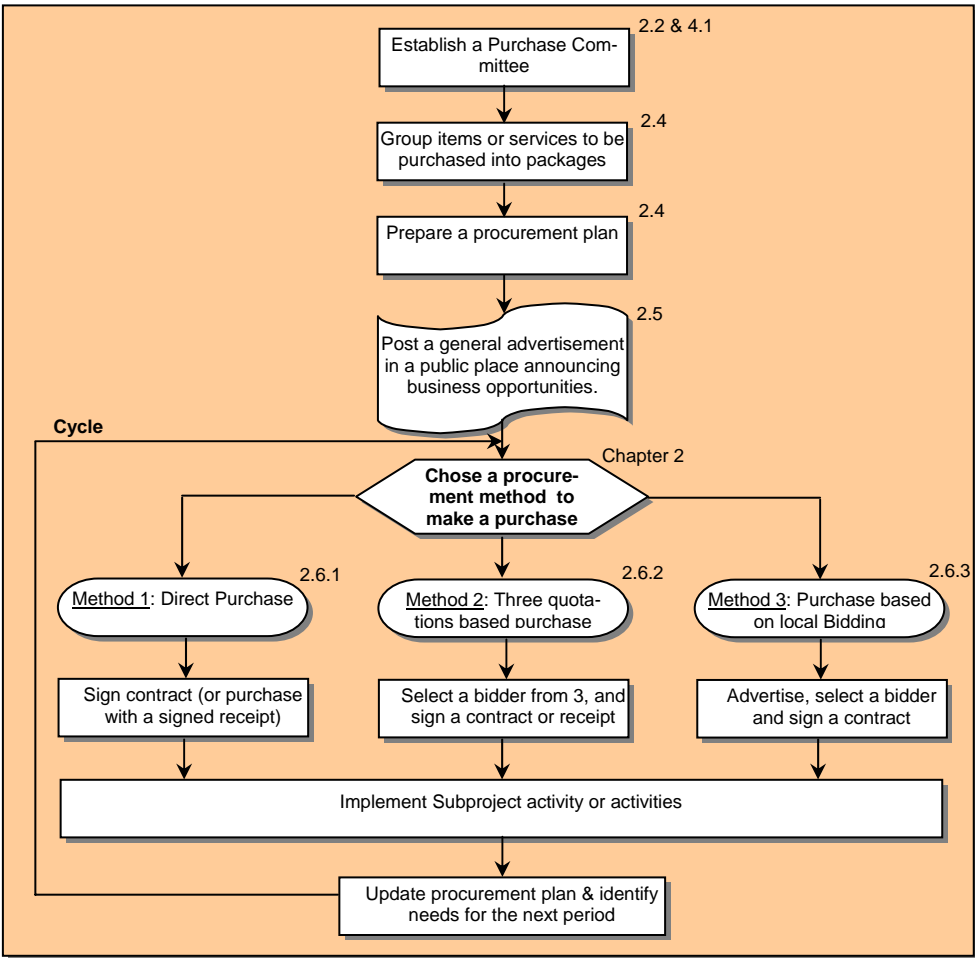 2.2 & 4.1
Establish a Purchase Com-
mittee
2.4
Group items or services to be
purchased into packages
2.4
Prepare a procurement plan
2.5
Post a general advertisement
in a public place announcing
business opportunities.
Cycle
Chapter 2
Chose a procure-
ment method to
make a purchase
2.6.1
Method 1: Direct Purchase
2.6.2
Method 2: Three quota-
tions based purchase
2.6.3
Method 3: Purchase based
on local Bidding
Sign contract (or purchase
with a signed receipt)
Select a bidder from 3, and
sign a contract or receipt
Advertise, select a bidder
and sign a contract
Implement Subproject activity or activities
Update procurement plan & identify
needs for the next period